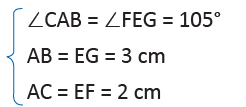 ∠CAB = ∠FEG = 105°
AB = EG = 3 cm
AC = EF = 2 cm